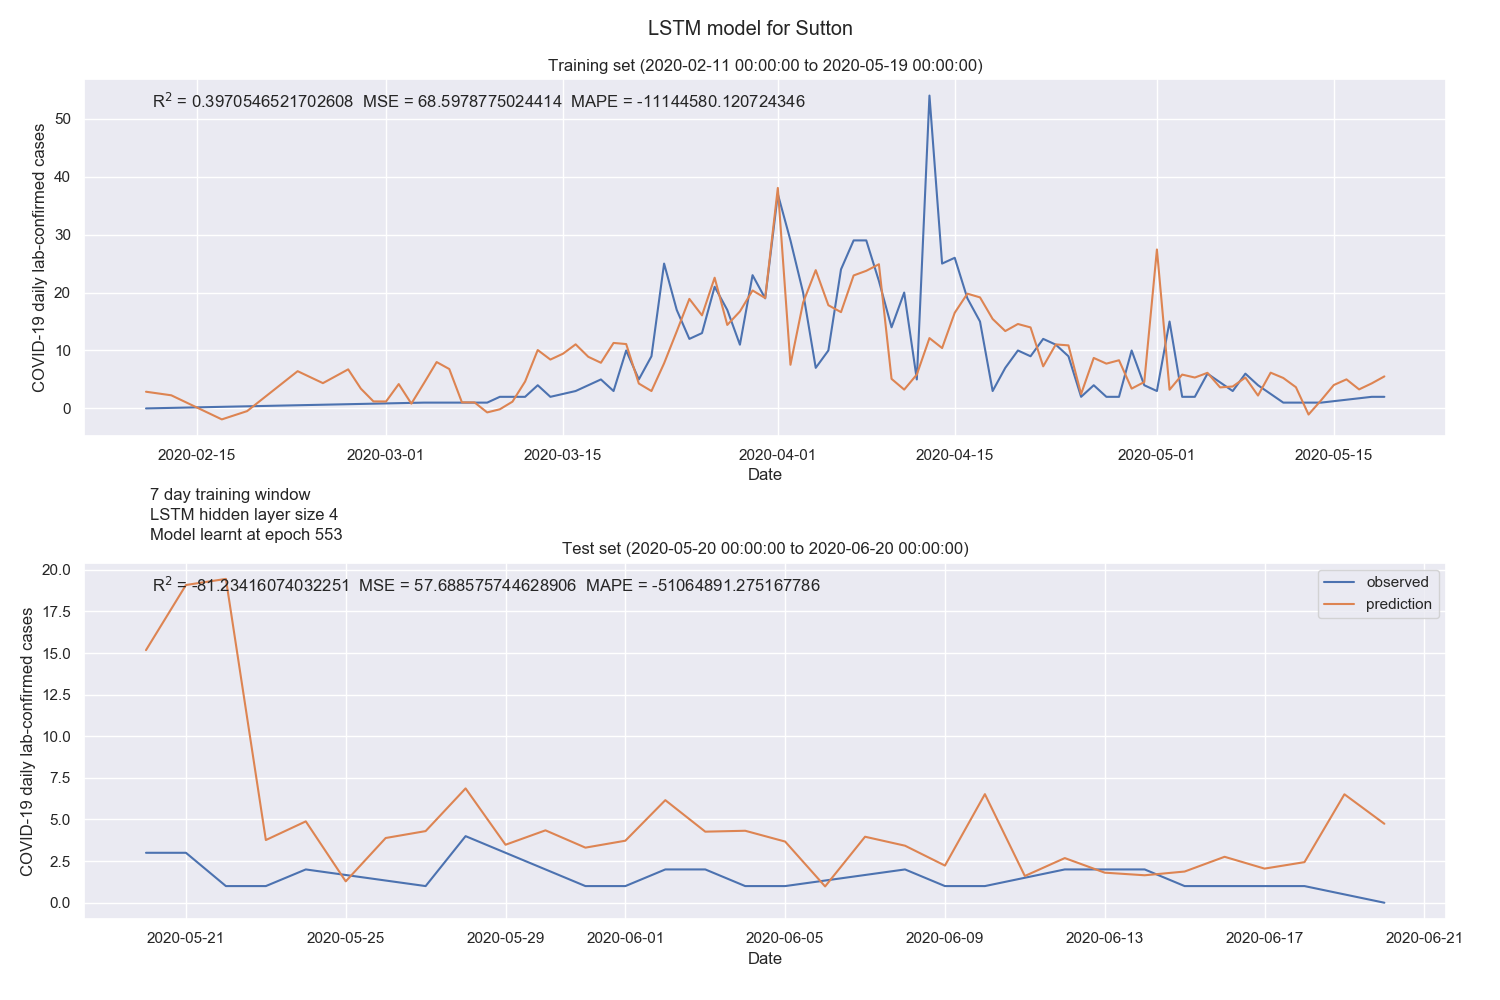 LSTM model for Sutton
Training set (2020-02-11 00:00:00 to 2020-05-19 00:00:00)
R² = 0.3970546521702608 MSE = 68.5978775024414 MAPE = -11144580.120724346
COVID-19 daily lab-confirmed cases
50
40
30
20
10
0
2020-02-15 2020-03-01 2020-03-15 2020-04-01 2020-04-15 2020-05-01 2020-05-15
Date
7 day training window
LSTM hidden layer size 4
Model learnt at epoch 553
Test set (2020-05-20 00:00:00 to 2020-06-20 00:00:00)
R² = -81.23416074032251 MSE = 57.688575744628906 MAPE = -51064891.275167786
observed
prediction
COVID-19 daily lab-confirmed cases
20.0
17.5
15.0
12.5
10.0
7.5
5.0
2.5
0.0
2020-05-21 2020-05-25 2020-05-29 2020-06-01 2020-06-05 2020-06-09 2020-06-13 2020-06-17 2020-06-21
Date